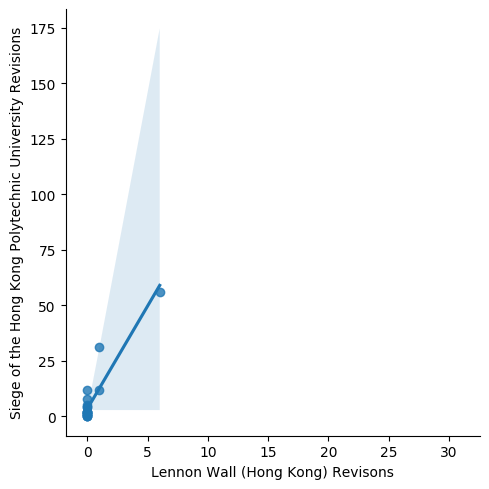 Siege of the Hong Kong Polytechnic University Revisions
175
150
125
100
75
50
25
0
0 5 10 15 20 25 30
Lennon Wall (Hong Kong) Revisons